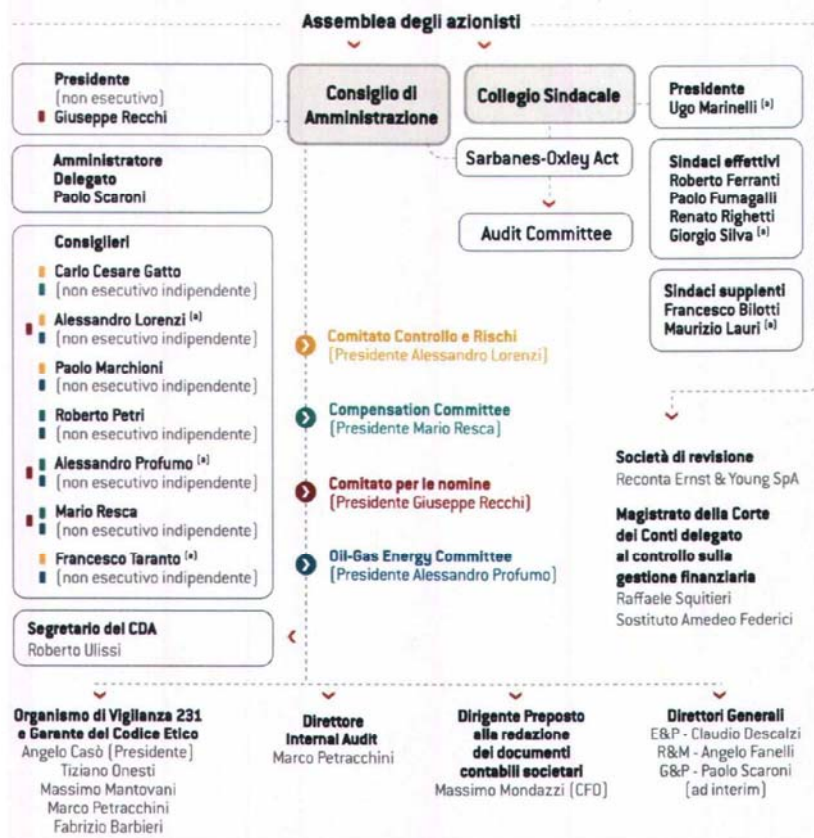 Assemblea degli azionisti
Presidente
(non esecutivo)
Giuseppe Recchi
Amministratore
Delegato
Paolo Scaroni
Consiglieri
Carlo Cesare Gatto
(non esecutivo indipendente)
Alessandro Lorenzi (a)
(non esecutivo indipendente)
Paolo Marchioni
(non esecutivo indipendente)
Roberto Petri
(non esecutivo indipendente)
Alessandro Profumo (a)
(non esecutivo indipendente)
Mario Resca
(non esecutivo indipendente)
Francesco Taranto (a)
(non esecutivo indipendente)
Segretario del CDA
Roberto Ulissi
Consiglio di
Amministrazione
Collegio Sindacale
Sarbanes-Oxley Act
Audit Committee
Presidente
Ugo Marinelli (a)
Sindaci effettivi
Roberto Ferranti
Paolo Fumagalli
Renato Righetti
Giorgio Silva (a)
Sindaci supplenti
Francesco Bilotti
Maurizio Lauri (a)
Comitato Controllo e Rischi
(Presidente Alessandro Lorenzi)
Compensation Committee
(Presidente Mario Resca)
Comitato per le nomine
(Presidente Giuseppe Recchi)
Oil-Gas Energy Committee
(Presidente Alessandro Profumo)
Società di revisione
Reconta Ernst & Young SpA
Magistrato della Corte
dei Conti delegato
al controllo sulla
gestione finanziaria
Raffaele Squitieri
Sostituto Amedeo Federici
Organismo di Vigilanza 231
e Garante del Codice Etico
Angelo Casò (Presidente)
Tiziano Onesti
Massimo Mantovani
Marco Petracchini
Fabrizio Barbieri
Direttore
Internal Audit
Marco Petracchini
Dirigente Preposto
alla redazione
dei documenti
contabili societari
Massimo Mondazzi (CFO)
Direttori Generali
E&P - Claudio Descalzi
R&M - Angelo Fanelli
G&P - Paolo Scaroni
(ad interim)